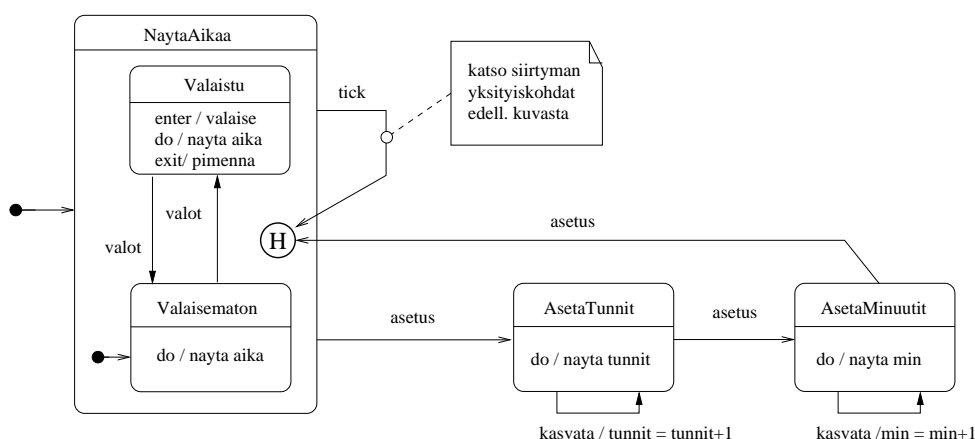 NaytaAikaa
Valaistu
enter / valaise
do / nayta aika
exit/ pimenna
tick
katso siirtyman
yksityiskohdat
edell. kuvasta
valot
valot
H
asetus
Valaisematon
do / nayta aika
asetus
AsetaTunnit
do / nayta tunnit
asetus
AsetaMinuutit
do / nayta min
kasvata / tunnit = tunnit+1
kasvata /min = min+1